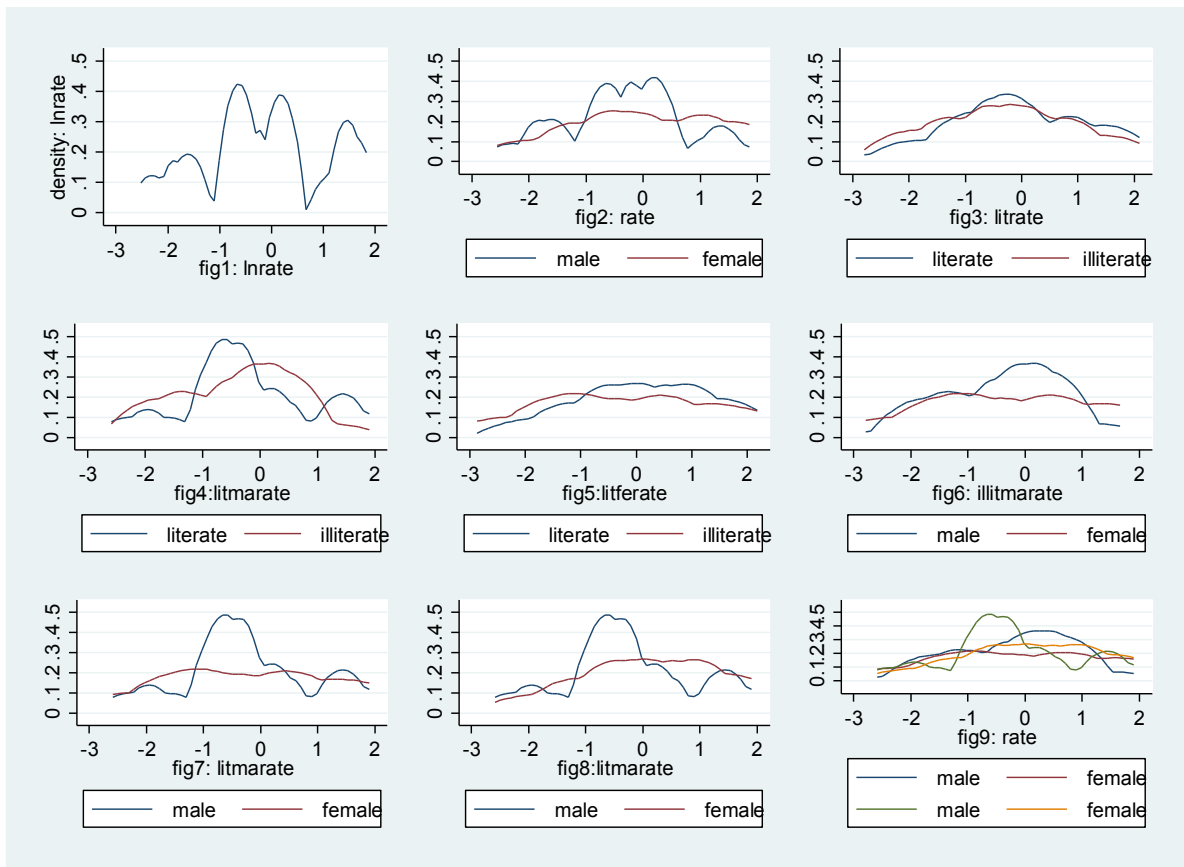 density: lnrate
0 .1 .2 .3 .4 .5
-3 -2 -1 0 1 2
fig1: lnrate
0 .1 .2 .3 .4 .5
-3 -2 -1 0 1 2
fig2: rate
male female
0 .1 .2 .3 .4 .5
-3 -2 -1 0 1 2
fig3: litrate
literate illiterate
0 .1 .2 .3 .4 .5
-3 -2 -1 0 1 2
fig4:litmarate
literate illiterate
0 .1 .2 .3 .4 .5
-3 -2 -1 0 1 2
fig5:litferate
literate illiterate
0 .1 .2 .3 .4 .5
-3 -2 -1 0 1 2
fig6: illitmarate
male female
0 .1 .2 .3 .4 .5
-3 -2 -1 0 1 2
fig7: litmarate
male female
0 .1 .2 .3 .4 .5
-3 -2 -1 0 1 2
fig8:litmarate
male female
0 .1 .2 .3 .4 .5
-3 -2 -1 0 1 2
fig9: rate
male female
male female